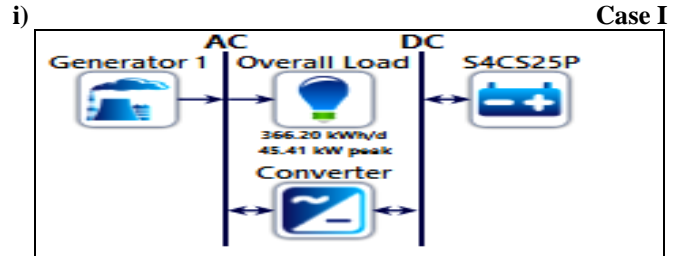 i) Case I
AC DC
Generator 1 Overall Load S4CS25P
366.20 kWh/d
45.41 kW peak
Converter